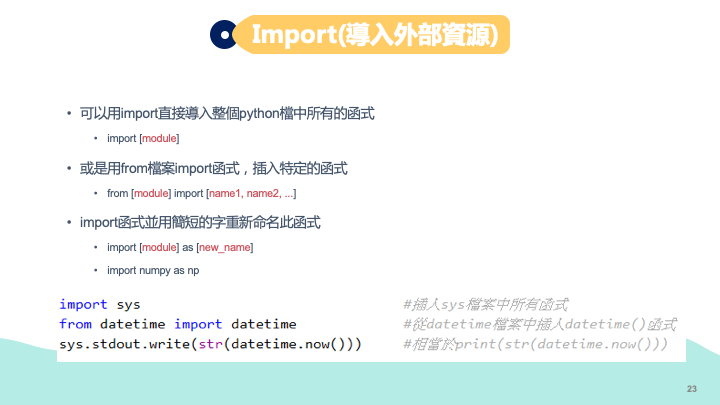 Import(導入外部資源)
• 可以用import直接導入整個python檔中所有的函式
• import [module]
• 或是用from檔案import函式，插入特定的函式
• from [module] import [name1, name2, ...]
• import函式並用簡短的字重新命名此函式
• import [module] as [new_name]
• import numpy as np
import sys #插入sys檔案中所有函式
from datetime import datetime #從datetime檔案中插入datetime()函式
sys.stdout.write(str(datetime.now())) #相當於print(str(datetime.now()))
23